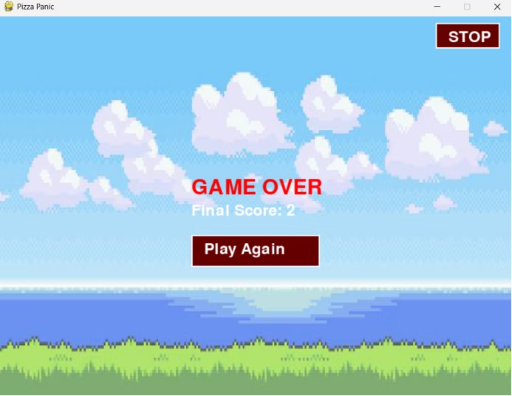 Pizza Panic
STOP
GAME OVER
Final Score: 2
Play Again